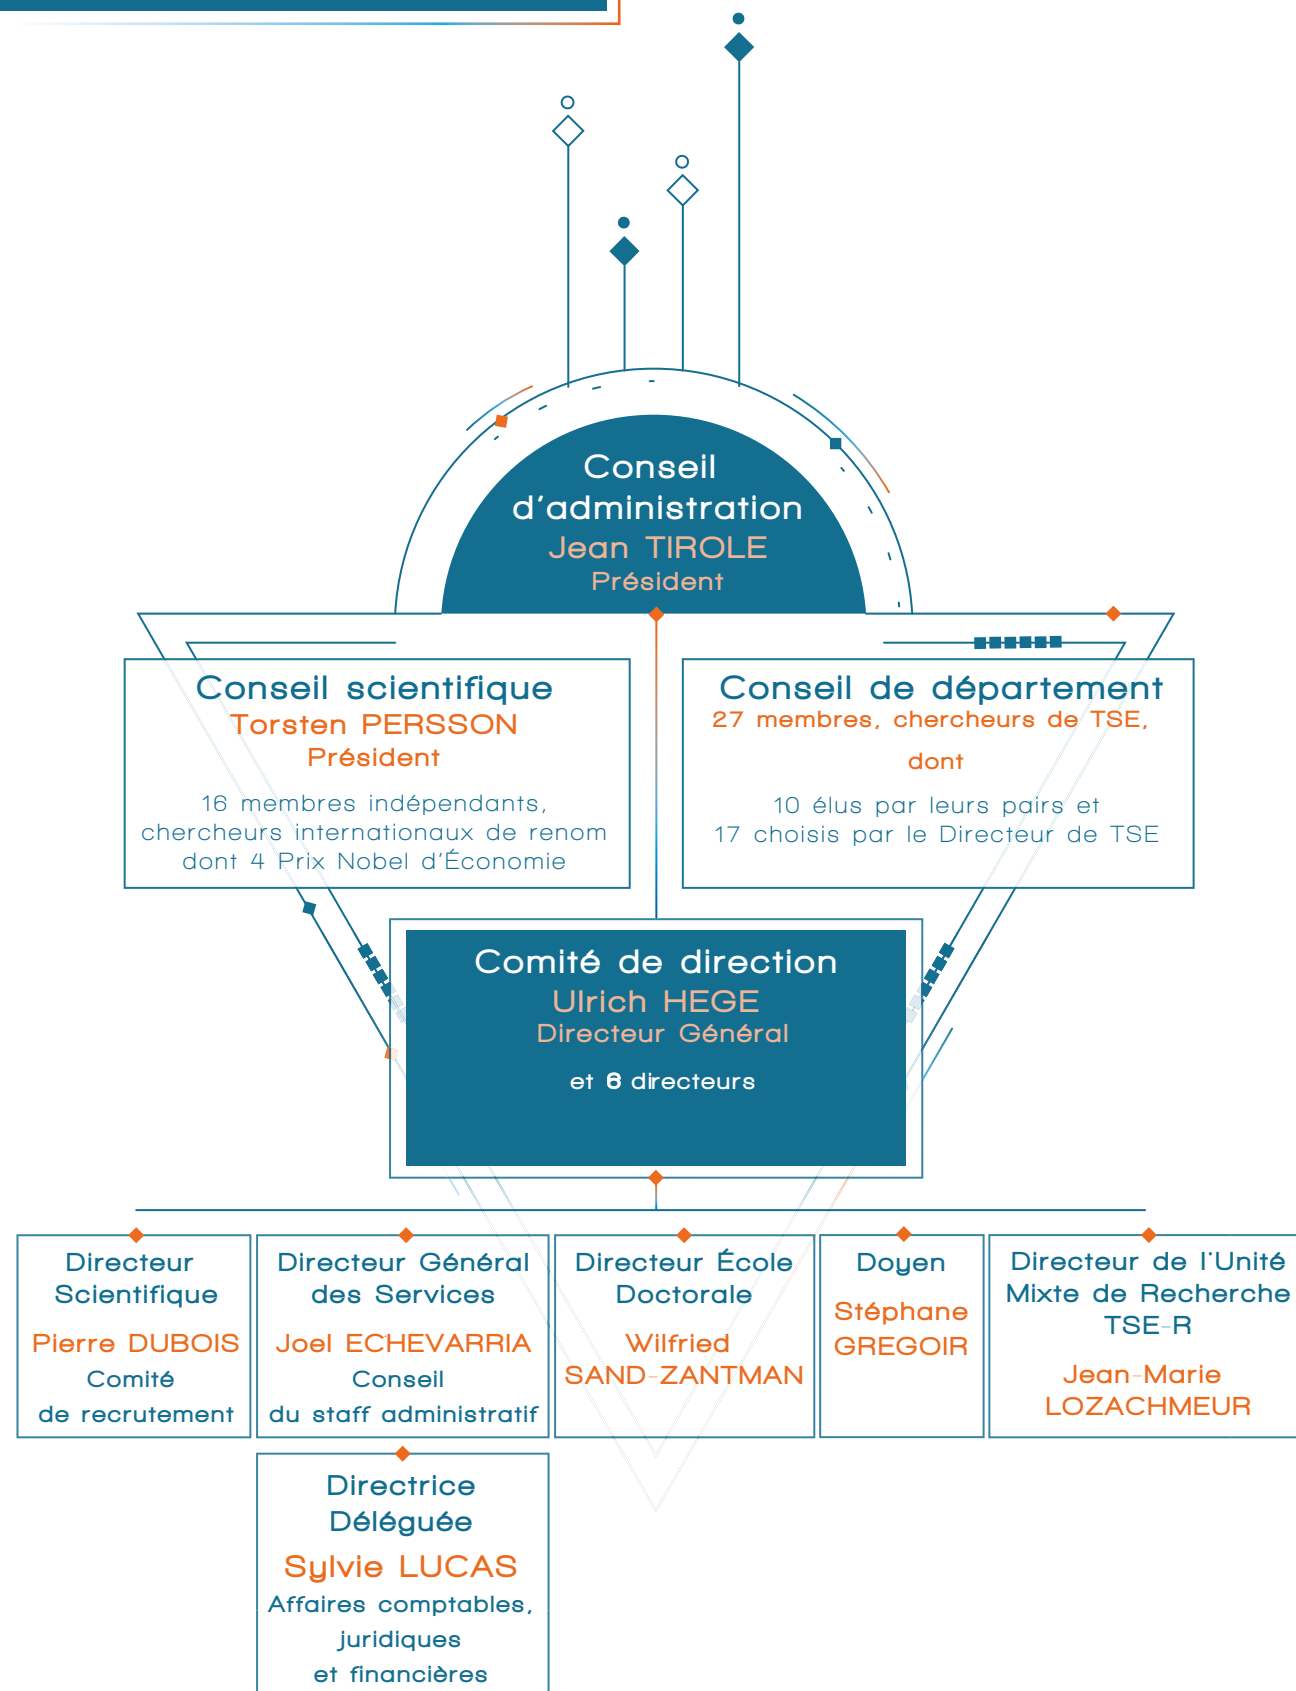 Conseil
d'administration
Jean TIROLE
Président
Conseil scientifique
Torsten PERSSON
Président
16 membres indépendants,
chercheurs internationaux de renom
dont 4 Prix Nobel d'Économie
Conseil de département
27 membres, chercheurs de TSE,
dont
10 élus par leurs pairs et
17 choisis par le Directeur de TSE
Comité de direction
Ulrich HEGE
Directeur Général
et 6 directeurs
Directeur
Scientifique
Pierre DUBOIS
Comité
de recrutement
Directeur Général
des Services
Joel ECHEVARRIA
Conseil
du staff administratif
Directeur École
Doctorale
Wilfried
SAND-ZANTMAN
Doyen
Stéphane
GREGOIR
Directeur de l'Unité
Mixte de Recherche
TSE-R
Jean-Marie
LOZACHMEUR
Directrice
Déléguée
Sylvie LUCAS
Affaires comptables,
juridiques
et financières